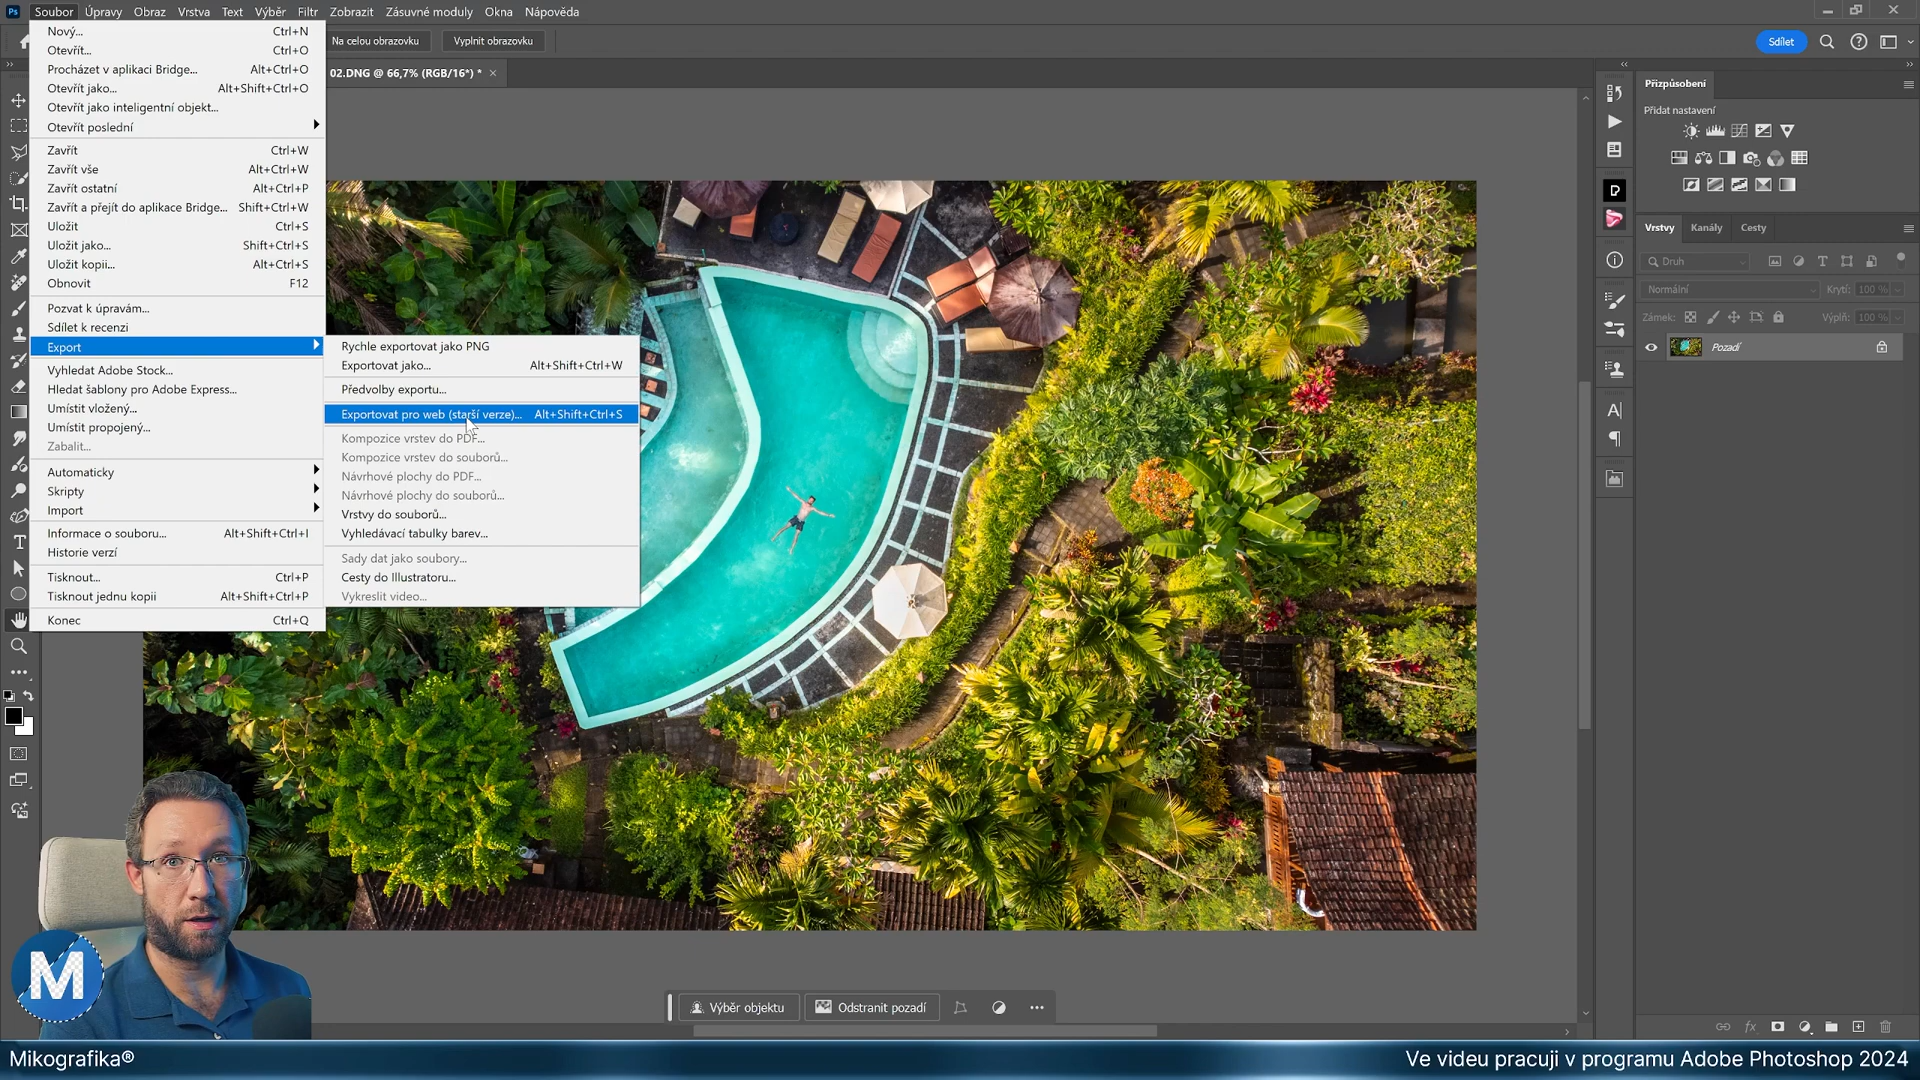 Ps Soubor Úpravy Obraz Vrstva Text Výběr Filtr Zobrazit Zásuvné moduly Okna Nápověda
Na celou obrazovku Vyplnit obrazovku Sdílet
02.DNG @ 66,7% (RGB/16*) * ×
Nový... Ctrl+N
Otevřít... Ctrl+O
Procházet v aplikaci Bridge... Alt+Ctrl+O
Otevřít jako... Alt+Shift+Ctrl+O
Otevřít jako inteligentní objekt...
Otevřít poslední
Zavřít Ctrl+W
Zavřít vše Alt+Ctrl+W
Zavřít ostatní Alt+Ctrl+P
Zavřít a přejít do aplikace Bridge... Shift+Ctrl+W
Uložit Ctrl+S
Uložit jako... Shift+Ctrl+S
Uložit kopii... Alt+Ctrl+S
Obnovit F12
Pozvat k úpravám...
Sdílet k recenzi
Export
Vyhledat Adobe Stock...
Hledat šablony pro Adobe Express...
Umístit vložený...
Umístit propojený...
Zabalit...
Automaticky
Skripty
Import
Informace o souboru... Alt+Shift+Ctrl+I
Historie verzí
Tisknout... Ctrl+P
Tisknout jednu kopii Alt+Shift+Ctrl+P
Konec Ctrl+Q
Rychle exportovat jako PNG
Exportovat jako... Alt+Shift+Ctrl+W
Předvolby exportu...
Exportovat pro web (starší verze)... Alt+Shift+Ctrl+S
Kompozice vrstev do PDF...
Kompozice vrstev do souborů...
Návrhové plochy do PDF...
Návrhové plochy do souborů...
Vrstvy do souborů...
Vyhledávací tabulky barev...
Sady dat jako soubory...
Cesty do Illustratoru...
Vykreslit video...
Přizpůsobení
Přidat nastavení
Vrstvy Kanály Cesty
Druh
Normální Krytí: 100 %
Zámek: Výplň: 100 %
Pozadí
Výběr objektu Odstranit pozadí
M
Mikografika® Ve videu pracuji v programu Adobe Photoshop 2024